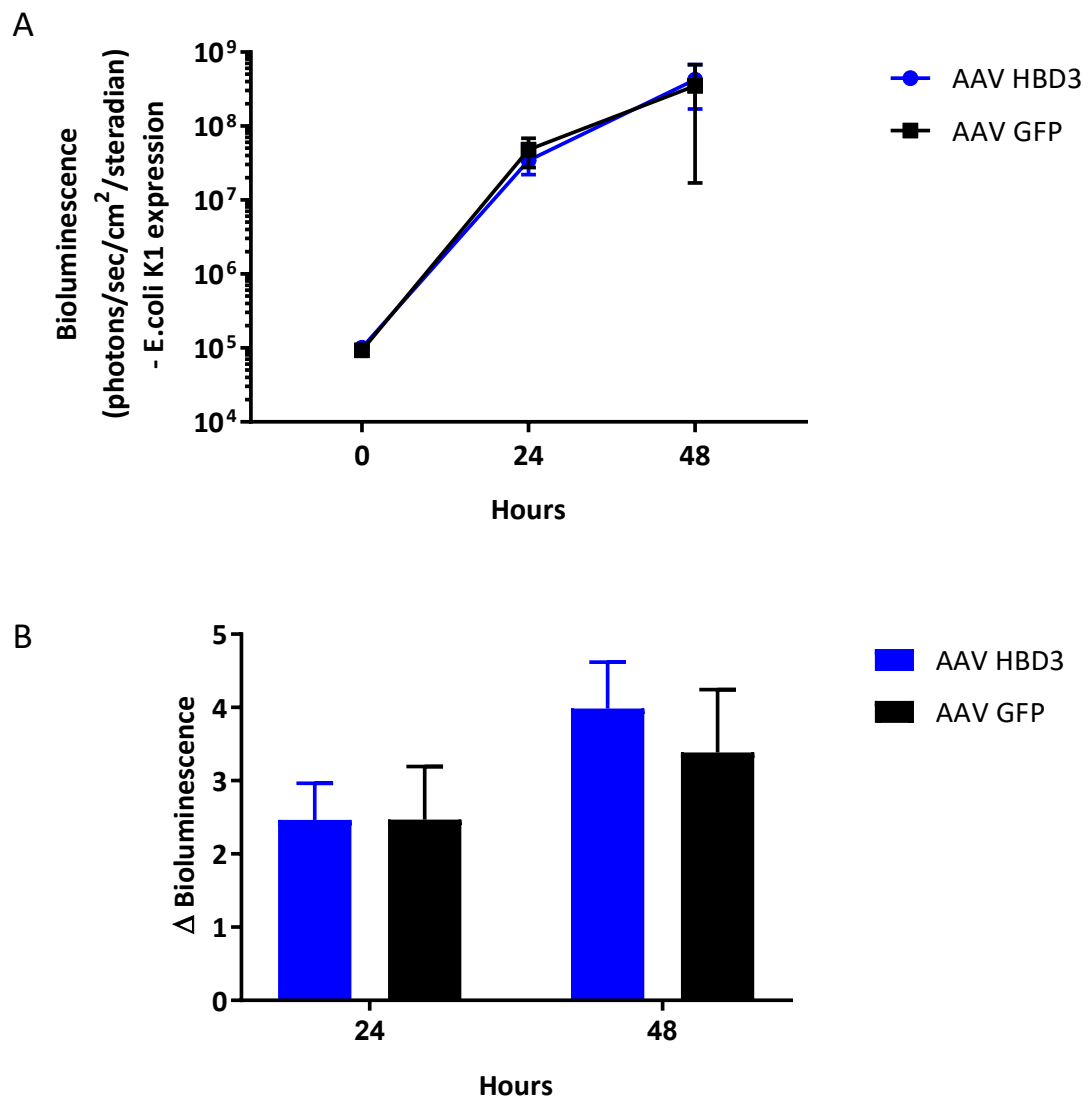 A
Bioluminescence
(photons/sec/cm²/steradian)
- E.coli K1 expression
10⁹
10⁸
10⁷
10⁶
10⁵
10⁴
0 24 48
Hours
AAV HBD3
AAV GFP
B
Δ Bioluminescence
5
4
3
2
1
0
24 48
Hours
AAV HBD3
AAV GFP